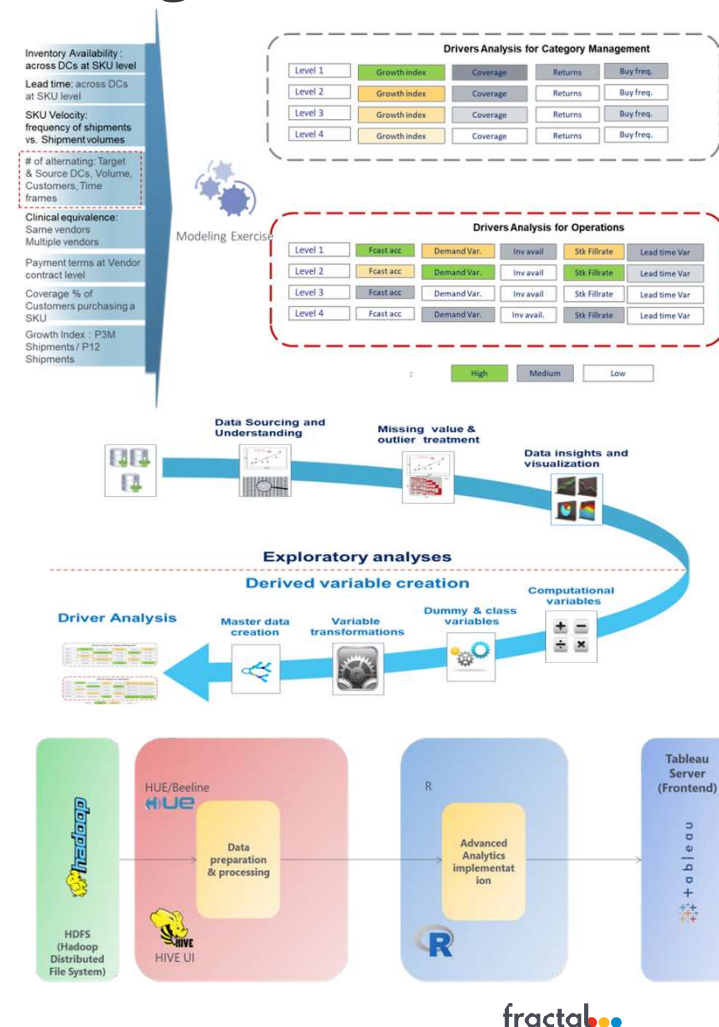 Inventory Availability :
across DCs at SKU level
Lead time: across DCs
at SKU level
SKU Velocity:
frequency of shipments
vs. Shipment volumes
# of alternating: Target
& Source DCs, Volume,
Customers, Time
frames
Clinical equivalence:
Same vendors
Multiple vendors
Payment terms at Vendor
contract level
Coverage % of
Customers purchasing a
SKU
Growth Index : P3M
Shipments / P12
Shipments
Modeling Exercise
Drivers Analysis for Category Management
Level 1 Growth index Coverage Returns Buy freq.
Level 2 Growth index Coverage Returns Buy freq.
Level 3 Growth index Coverage Returns Buy freq.
Level 4 Growth index Coverage Returns Buy freq.
Drivers Analysis for Operations
Level 1 Fcast acc Demand Var. Inv avail Stk Fillrate Lead time Var
Level 2 Fcast acc Demand Var. Inv avail Stk Fillrate Lead time Var
Level 3 Fcast acc Demand Var. Inv avail Stk Fillrate Lead time Var
Level 4 Fcast acc Demand Var. Inv avail. Stk Fillrate Lead time Var
: High Medium Low
Data Sourcing and
Understanding
Missing value &
outlier treatment
Data insights and
visualization
Exploratory analyses
Derived variable creation
Driver Analysis
Master data
creation
Variable
transformations
Dummy & class
variables
Computational
variables
hadoop
HDFS
(Hadoop
Distributed
File System)
HUE/Beeline
HUE
Data
preparation
& processing
HIVE
HIVE UI
R
Advanced
Analytics
implementat
ion
R
Tableau
Server
(Frontend)
tableau
fractal